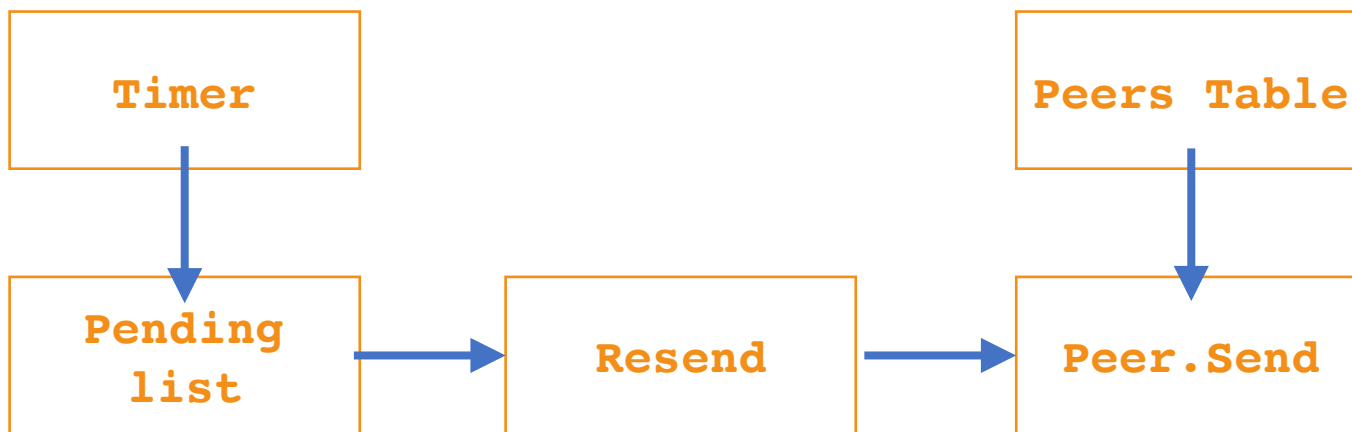 Timer
Peers Table
Pending
list
Resend
Peer.Send